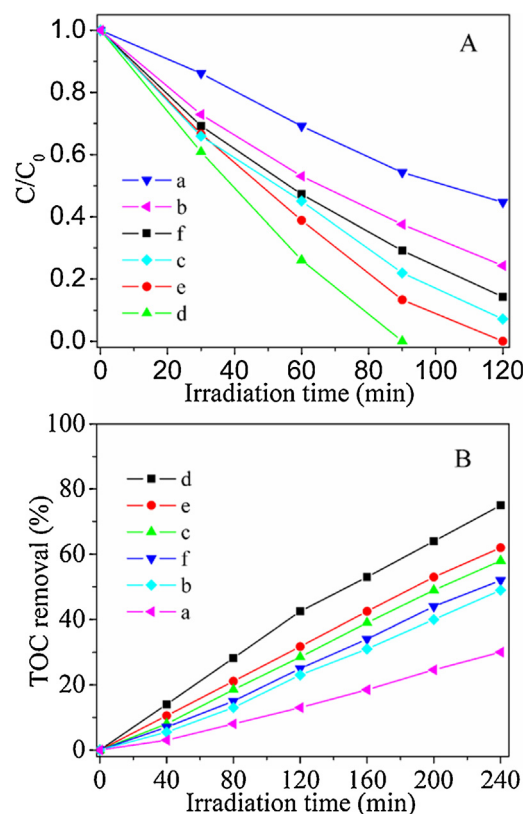 A
1.0
0.8
0.6
0.4
0.2
0.0
C/C0
a
b
f
c
e
d
0 20 40 60 80 100 120
Irradiation time (min)
B
100
80
60
40
20
0
TOC removal (%)
d
e
c
f
b
a
0 40 80 120 160 200 240
Irradiation time (min)